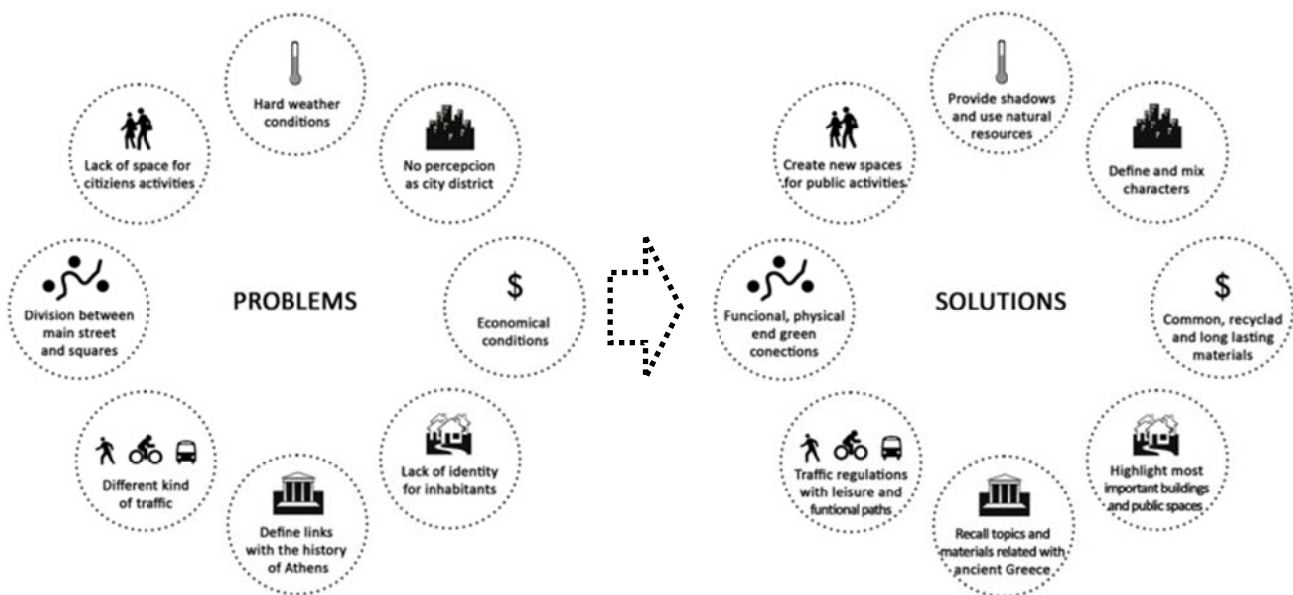 Hard weather
conditions
Lack of space for
citiziens activities
No percepcion
as city district
Division between
main street
and squares
PROBLEMS
$
Economical
conditions
Different kind
of traffic
Lack of identity
for inhabitants
Define links
with the history
of Athens
Provide shadows
and use natural
resources
Create new spaces
for public activities
Define and mix
characters
Funcional, physical
end green
conections
SOLUTIONS
$
Common, recyclad
and long lasting
materials
Traffic regulations
with leisure and
funtional paths
Highlight most
important buildings
and public spaces
Recall topics and
materials related with
ancient Greece